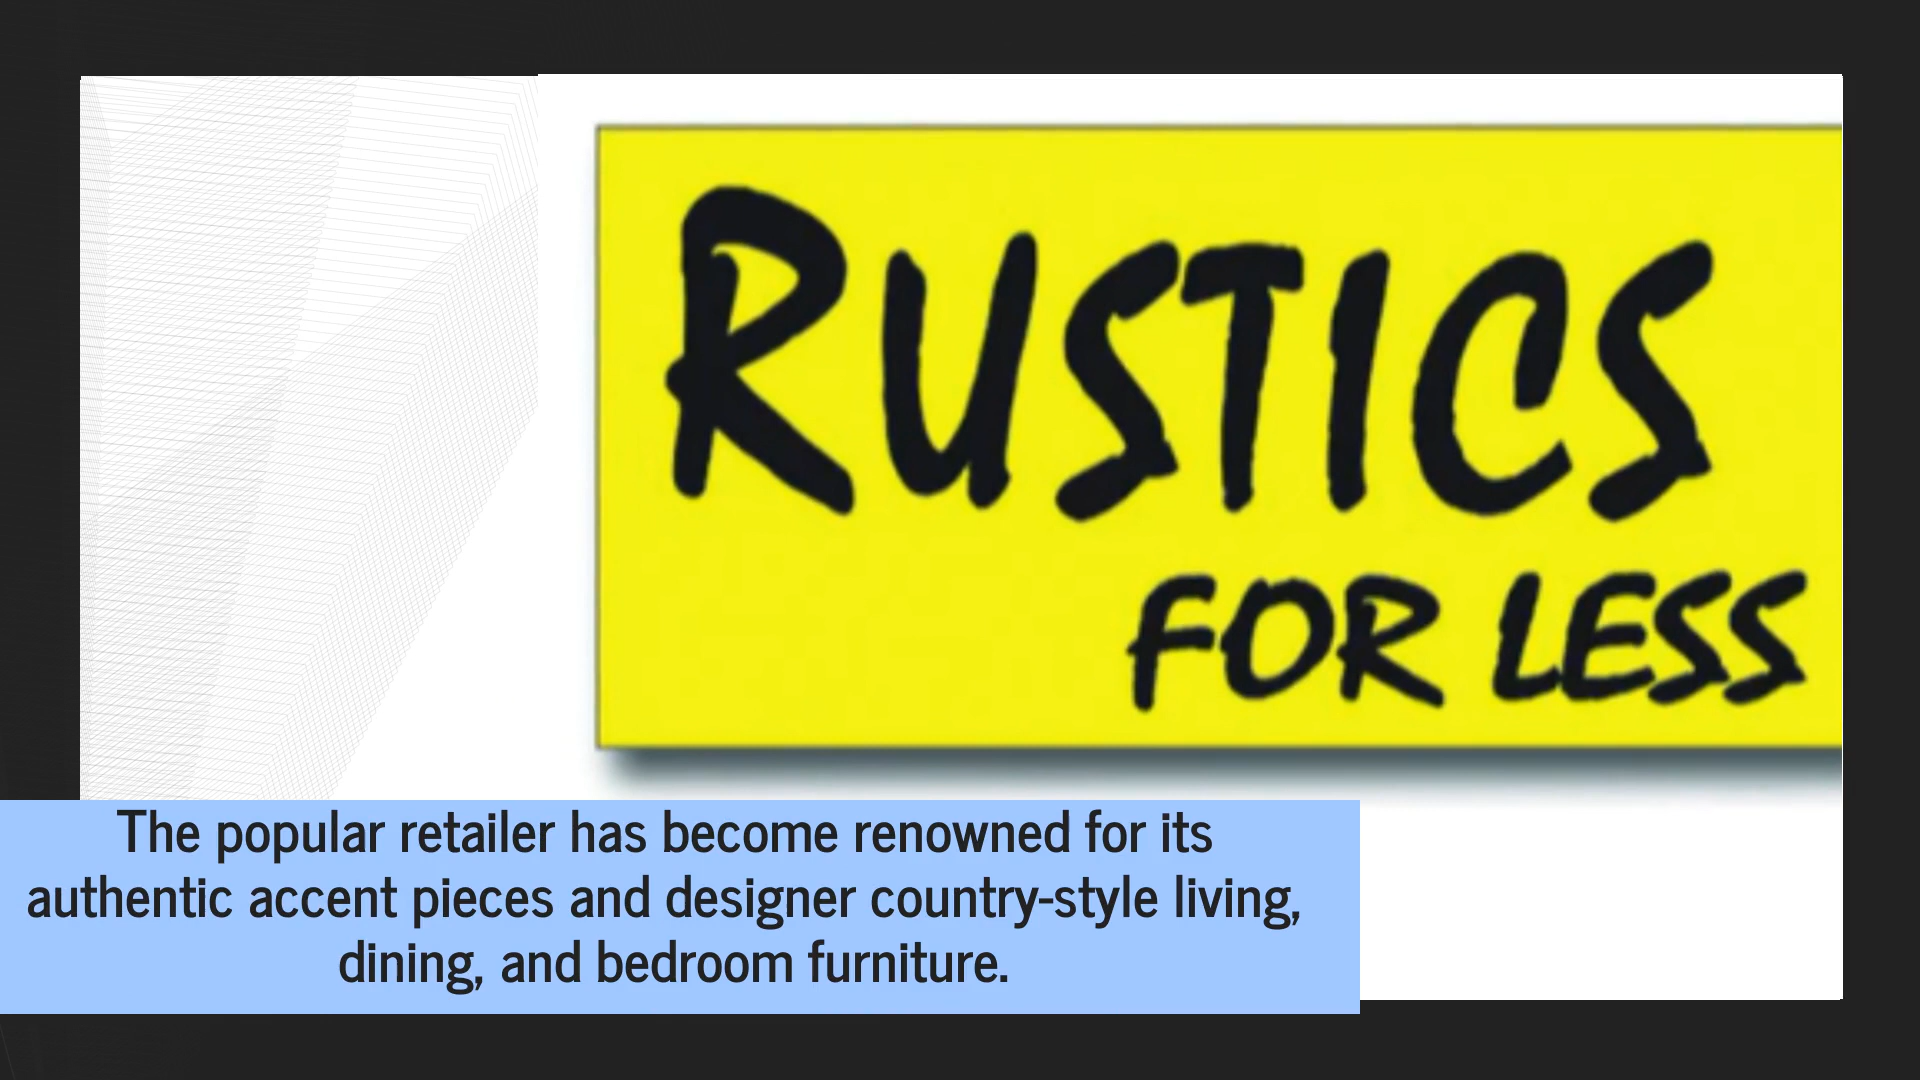 RUSTICS
FOR LESS
The popular retailer has become renowned for its
authentic accent pieces and designer country-style living,
dining, and bedroom furniture.